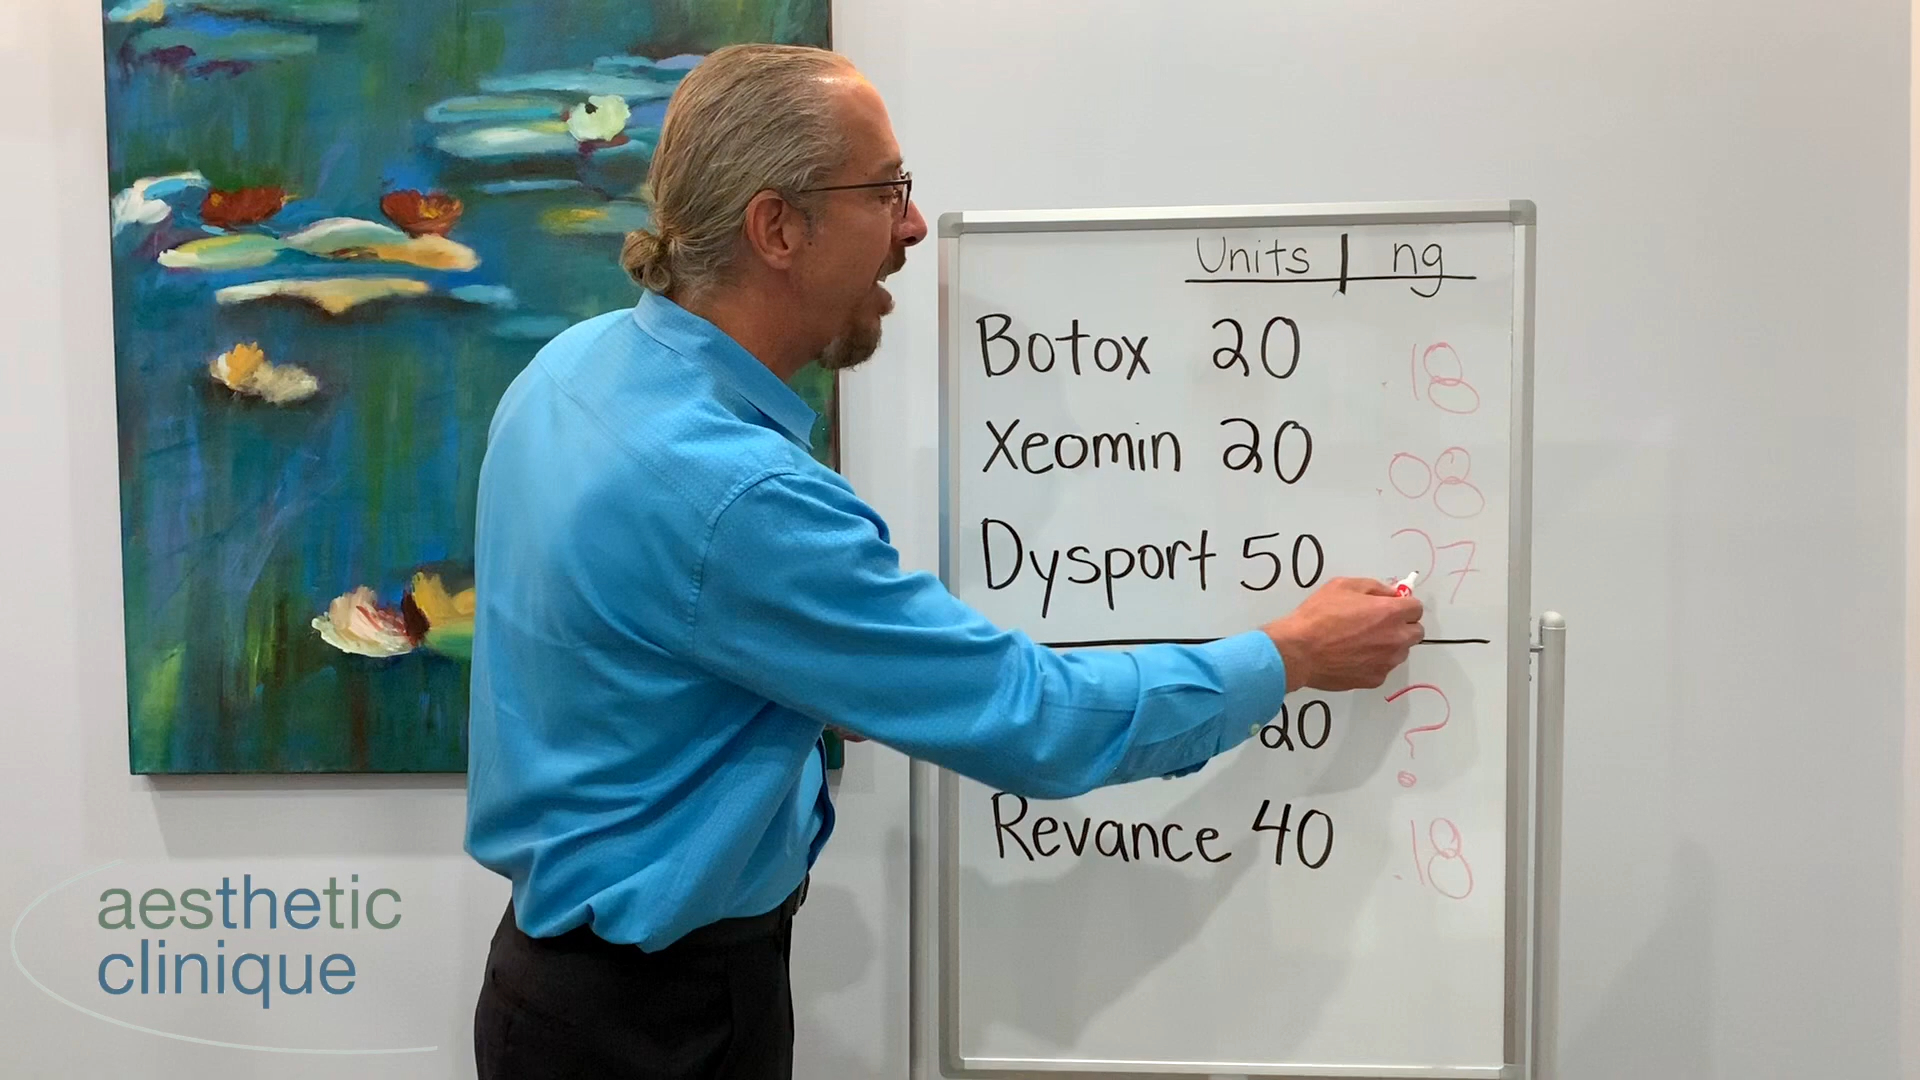 Units | ng
Botox 20 .18
Xeomin 20 .08
Dysport 50 .27
20 ?
Revance 40 .18
aesthetic
clinique